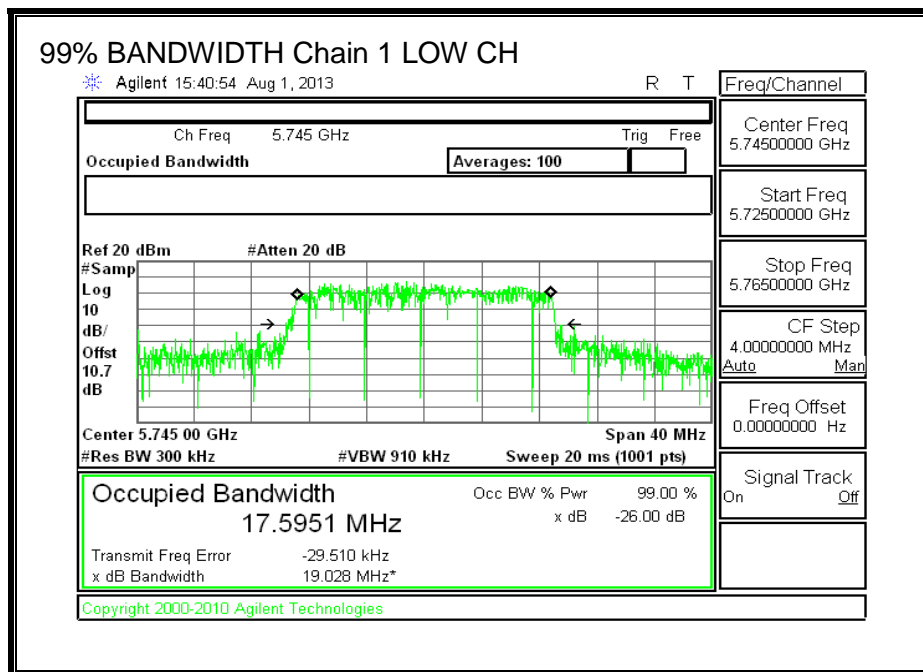 99% BANDWIDTH Chain 1 LOW CH
Agilent 15:40:54 Aug 1, 2013 R T
Freq/Channel
Ch Freq 5.745 GHz Trig Free
Occupied Bandwidth Averages: 100
Ref 20 dBm #Atten 20 dB
#Samp
Log
10
dB/
Offst
10.7
dB
Center 5.745 00 GHz Span 40 MHz
#Res BW 300 kHz #VBW 910 kHz Sweep 20 ms (1001 pts)
Occupied Bandwidth Occ BW % Pwr 99.00 %
17.5951 MHz x dB -26.00 dB
Transmit Freq Error -29.510 kHz
x dB Bandwidth 19.028 MHz*
Copyright 2000-2010 Agilent Technologies
Center Freq
5.74500000 GHz
Start Freq
5.72500000 GHz
Stop Freq
5.76500000 GHz
CF Step
4.00000000 MHz
Auto Man
Freq Offset
0.00000000 Hz
Signal Track
On Off